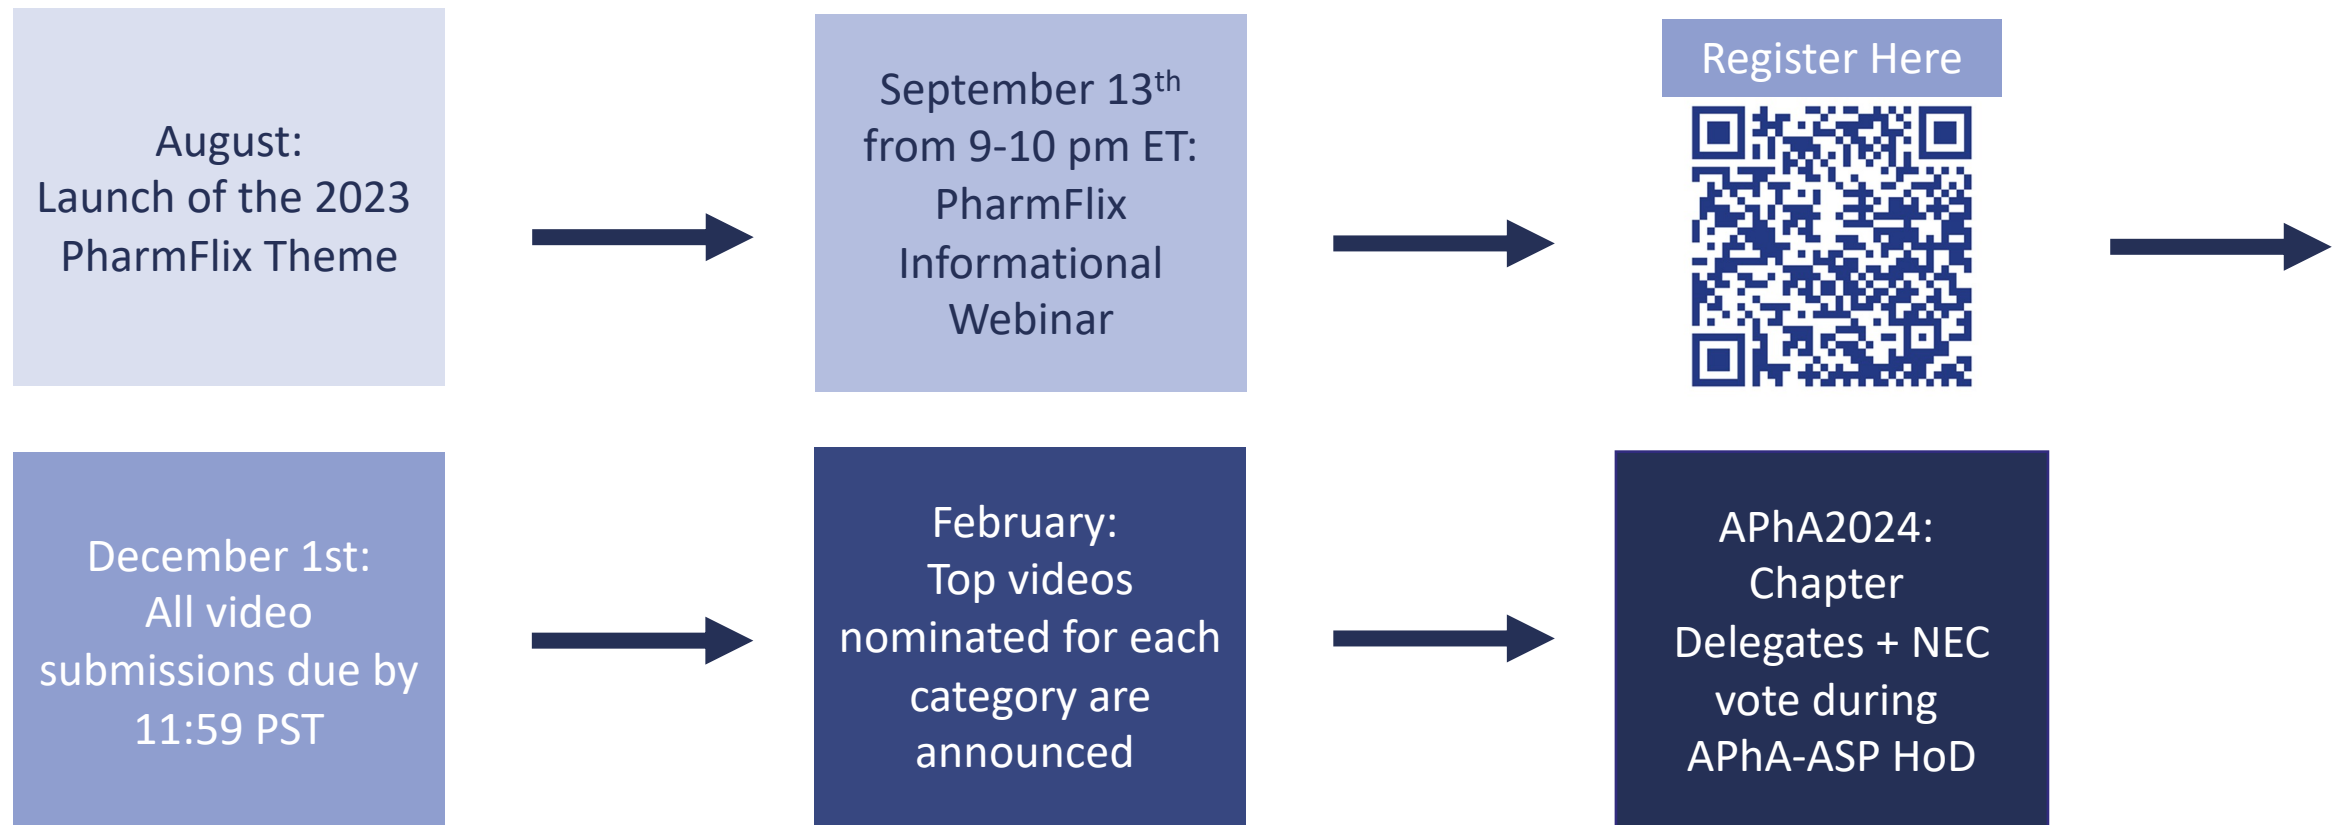 August:
Launch of the 2023
PharmFlix Theme
September 13th
from 9-10 pm ET:
PharmFlix
Informational
Webinar
Register Here
December 1st:
All video
submissions due by
11:59 PST
February:
Top videos
nominated for each
category are
announced
APhA2024:
Chapter
Delegates + NEC
vote during
APhA-ASP HoD